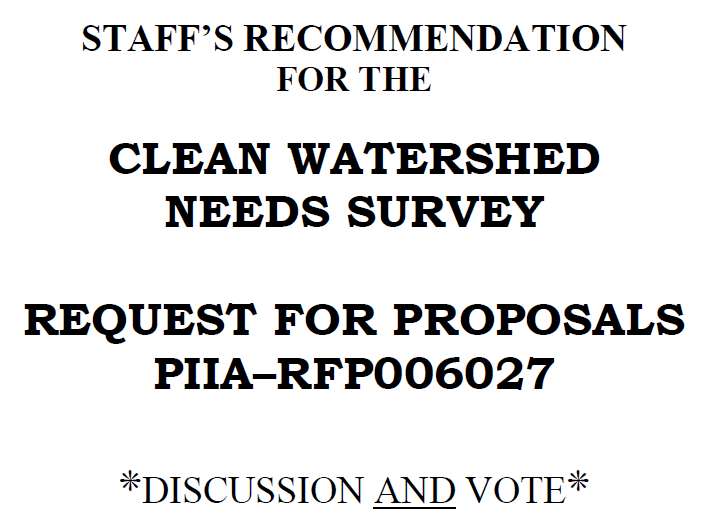 STAFF’S RECOMMENDATION
FOR THE
CLEAN WATERSHED
NEEDS SURVEY
REQUEST FOR PROPOSALS
PIIA–RFP006027
*DISCUSSION AND VOTE*